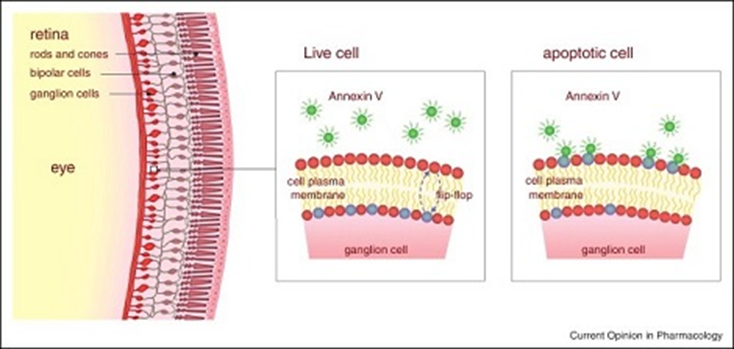 retina
rods and cones
bipolar cells
ganglion cells
eye
Live cell
Annexin V
cell plasma
membrane
flip-flop
ganglion cell
apoptotic cell
Annexin V
cell plasma
membrane
ganglion cell
Current Opinion in Pharmacology